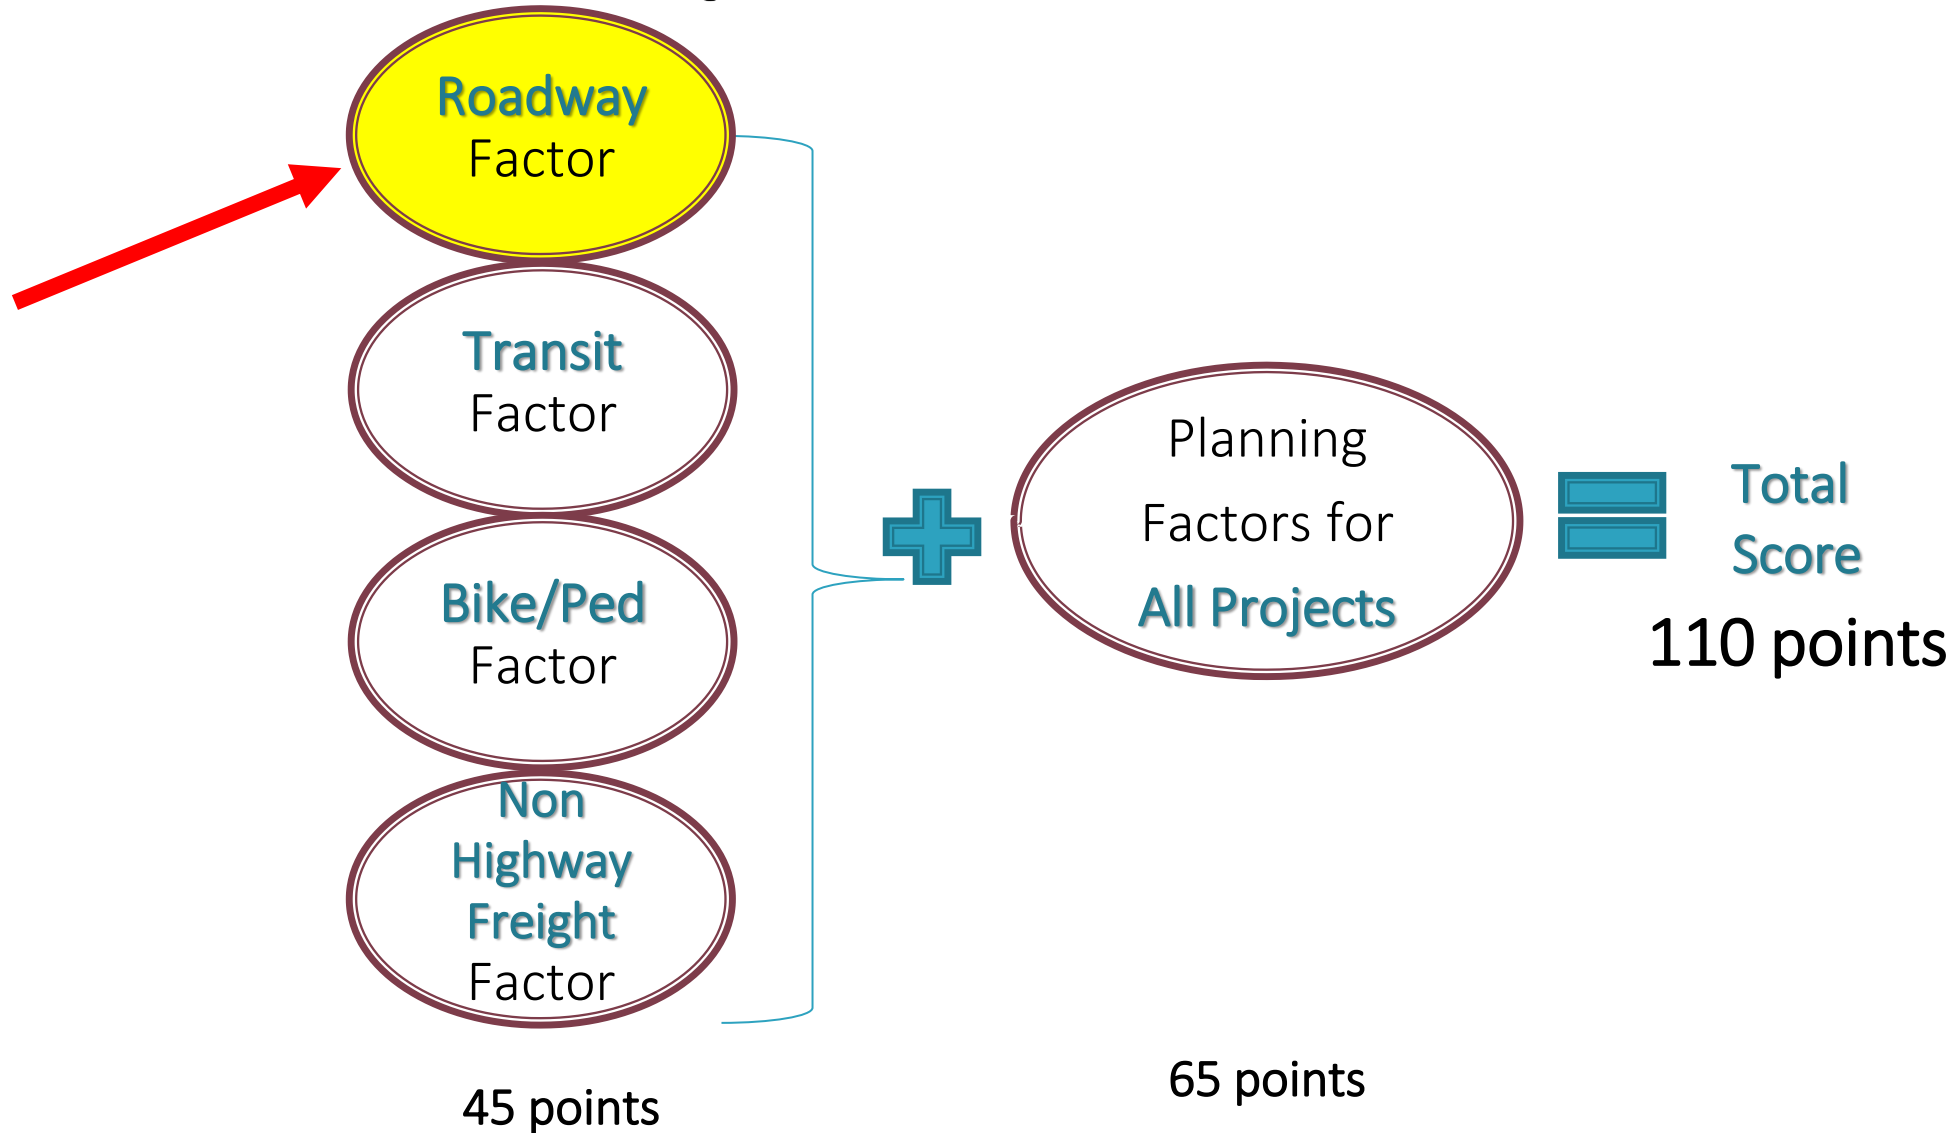 Roadway
Factor
Transit
Factor
Bike/Ped
Factor
Non
Highway
Freight
Factor
45 points
Planning
Factors for
All Projects
65 points
Total
Score
110 points